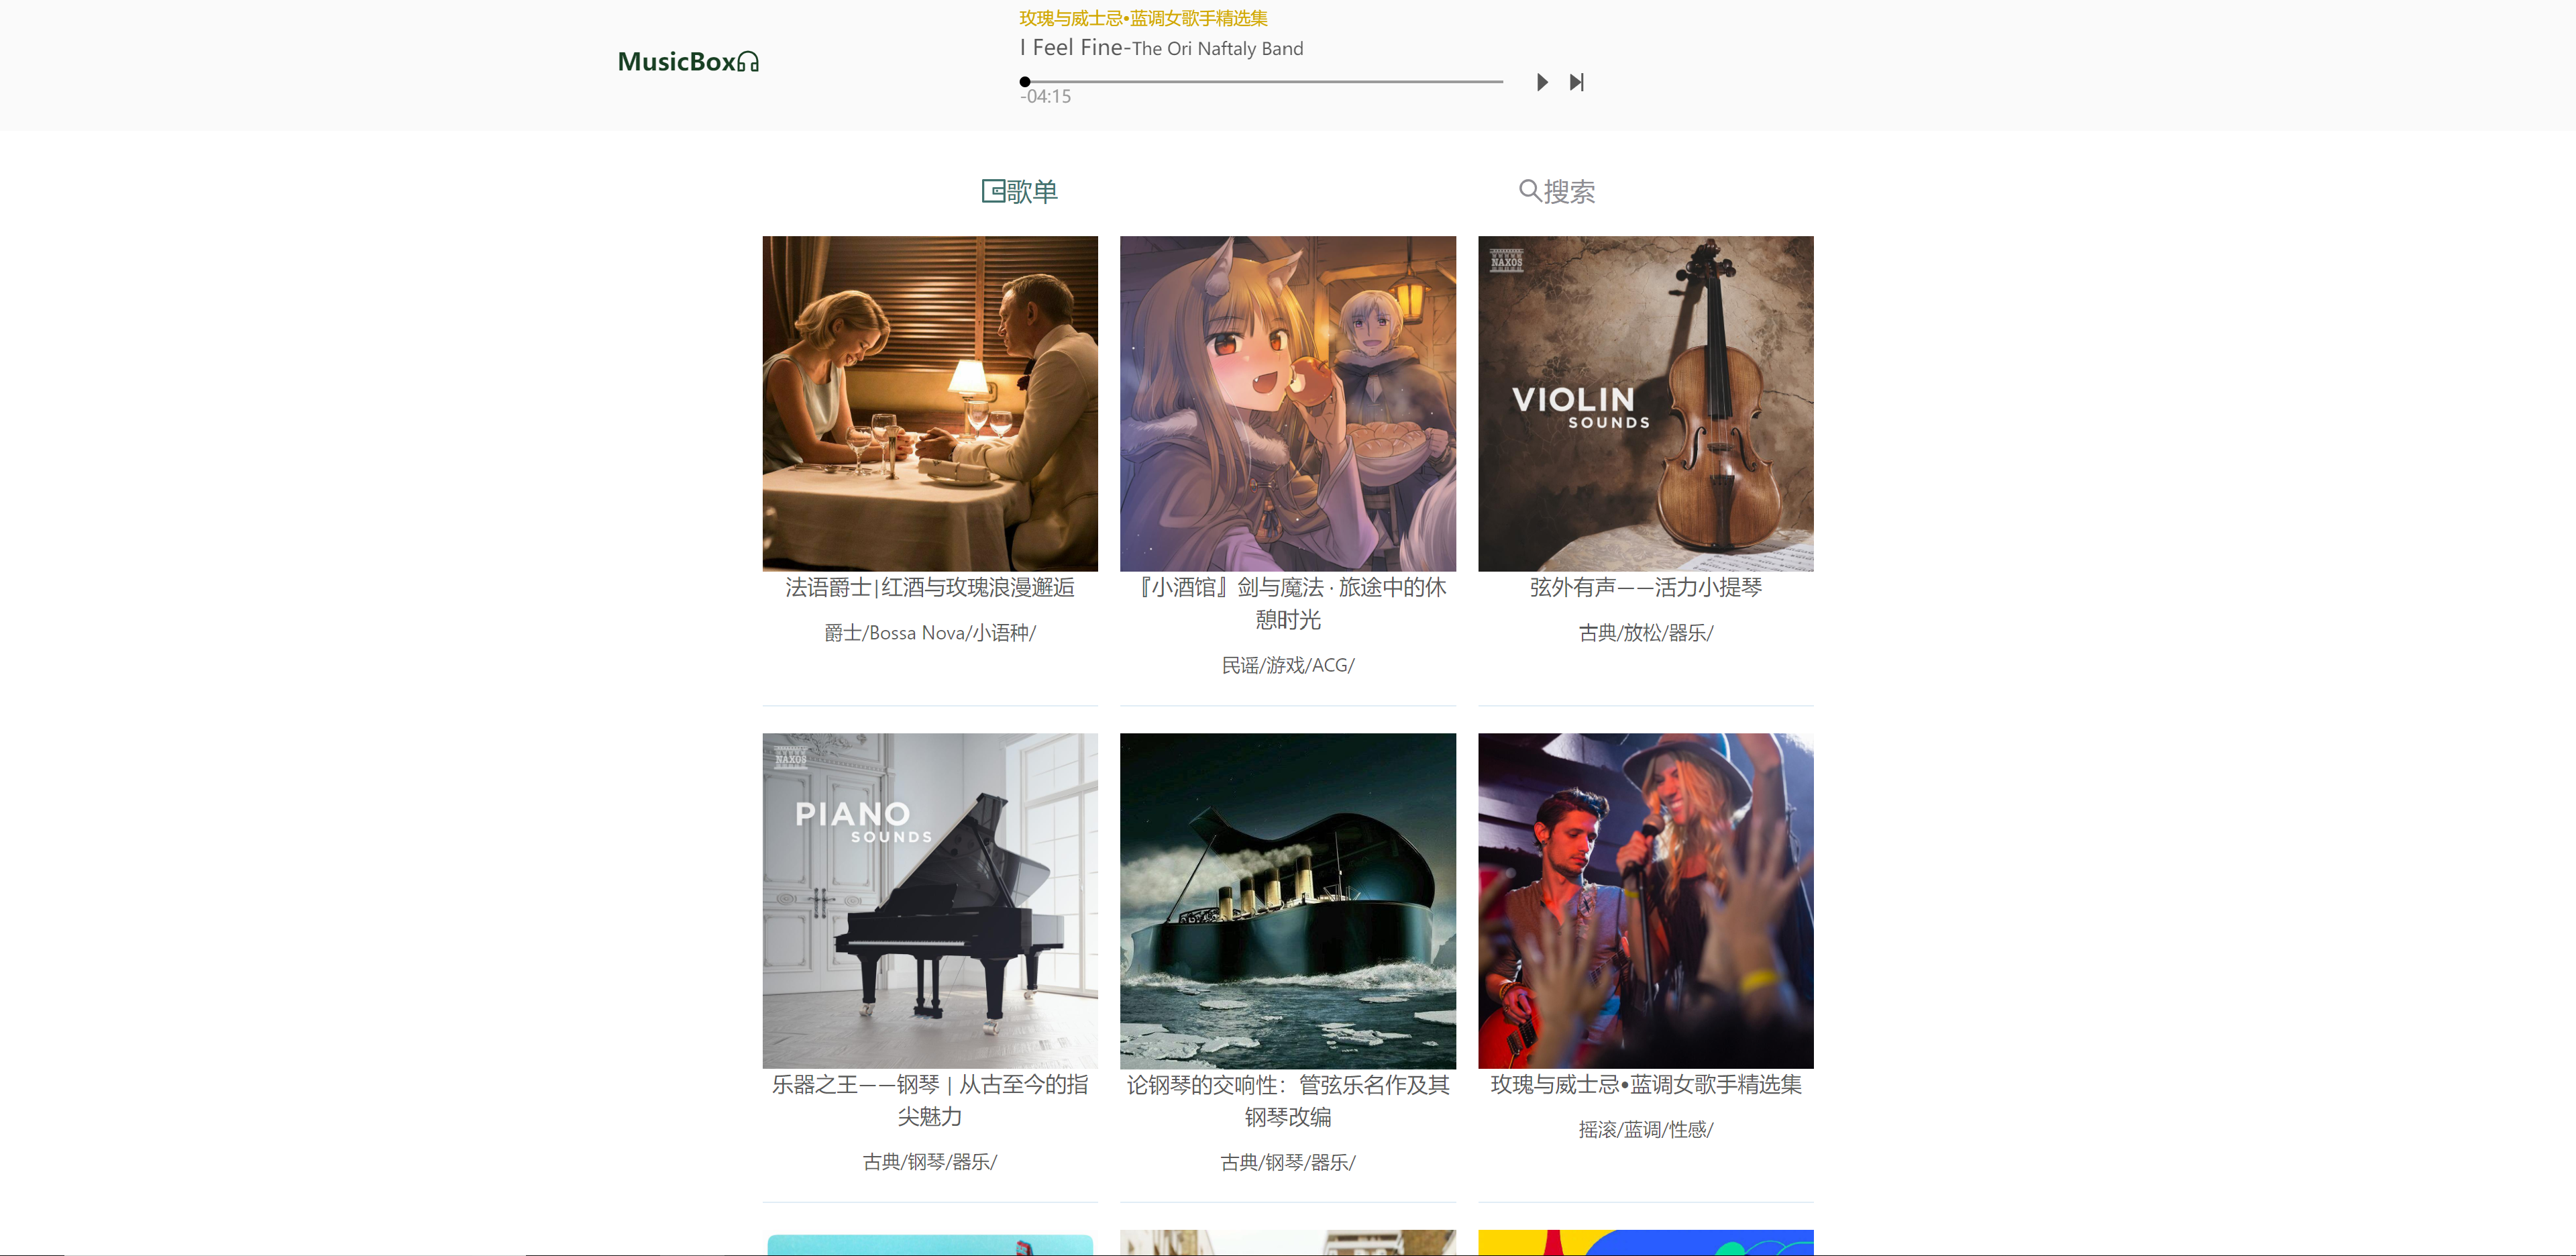 玫瑰与威士忌•蓝调女歌手精选集
MusicBox
I Feel Fine-The Ori Naftaly Band
-04:15
歌单
搜索
NAXOS
VIOLIN
SOUNDS
法语爵士|红酒与玫瑰浪漫邂逅
爵士/Bossa Nova/小语种/
『小酒馆』剑与魔法 · 旅途中的休
憩时光
民谣/游戏/ACG/
弦外有声——活力小提琴
古典/放松/器乐/
NAXOS
PIANO
SOUNDS
乐器之王——钢琴 | 从古至今的指
尖魅力
古典/钢琴/器乐/
论钢琴的交响性：管弦乐名作及其
钢琴改编
古典/钢琴/器乐/
玫瑰与威士忌•蓝调女歌手精选集
摇滚/蓝调/性感/